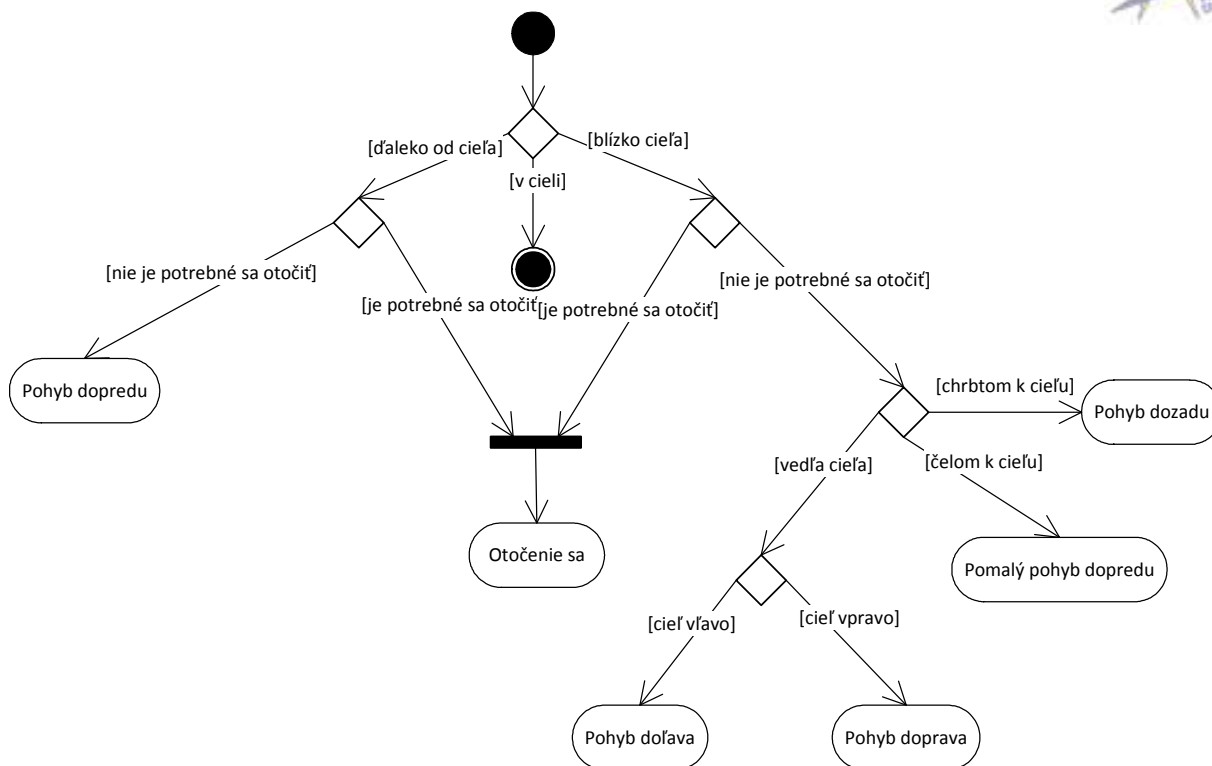 [ďaleko od cieľa]
[blízko cieľa]
[v cieli]
[nie je potrebné sa otočiť]
[je potrebné sa otočiť
[je potrebné sa otočiť]
[nie je potrebné sa otočiť]
Pohyb dopredu
[chrbtom k cieľu]
Pohyb dozadu
[vedľa cieľa]
[čelom k cieľu]
Otočenie sa
Pomalý pohyb dopredu
[cieľ vľavo]
[cieľ vpravo]
Pohyb doľava
Pohyb doprava